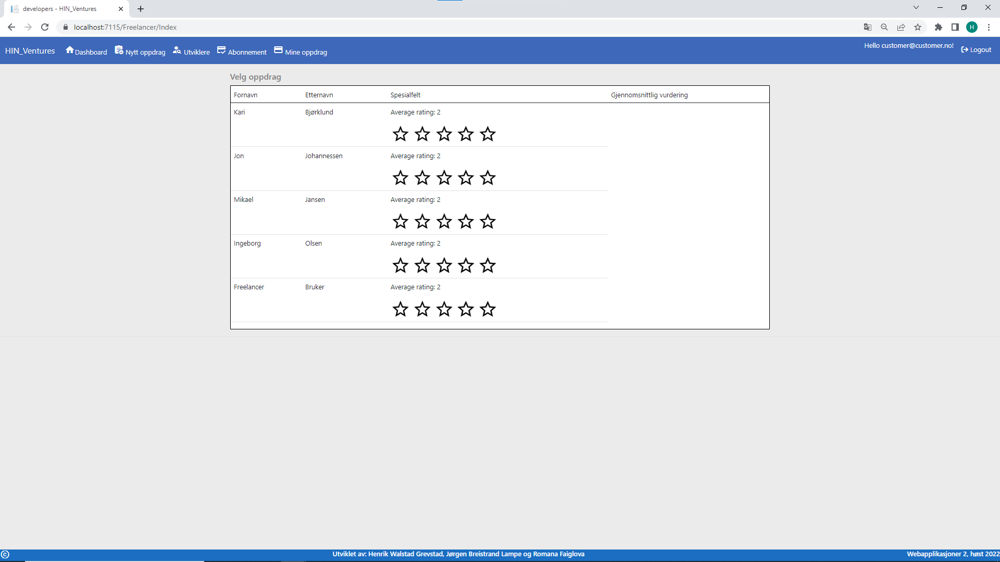 developers - HIN_Ventures
localhost:7115/Freelancer/Index
H
HIN_Ventures Dashboard Nytt oppdrag Utviklere Abonnement Mine oppdrag Hello customer@customer.no! Logout
Velg oppdrag
Fornavn Etternavn Spesialfelt Gjennomsnittlig vurdering
Kari Bjørklund Average rating: 2
Jon Johannessen Average rating: 2
Mikael Jansen Average rating: 2
Ingeborg Olsen Average rating: 2
Freelancer Bruker Average rating: 2
© Utviklet av: Henrik Walstad Grevstad, Jørgen Breistrand Lampe og Romana Faiglova Webapplikasjoner 2, høst 2022